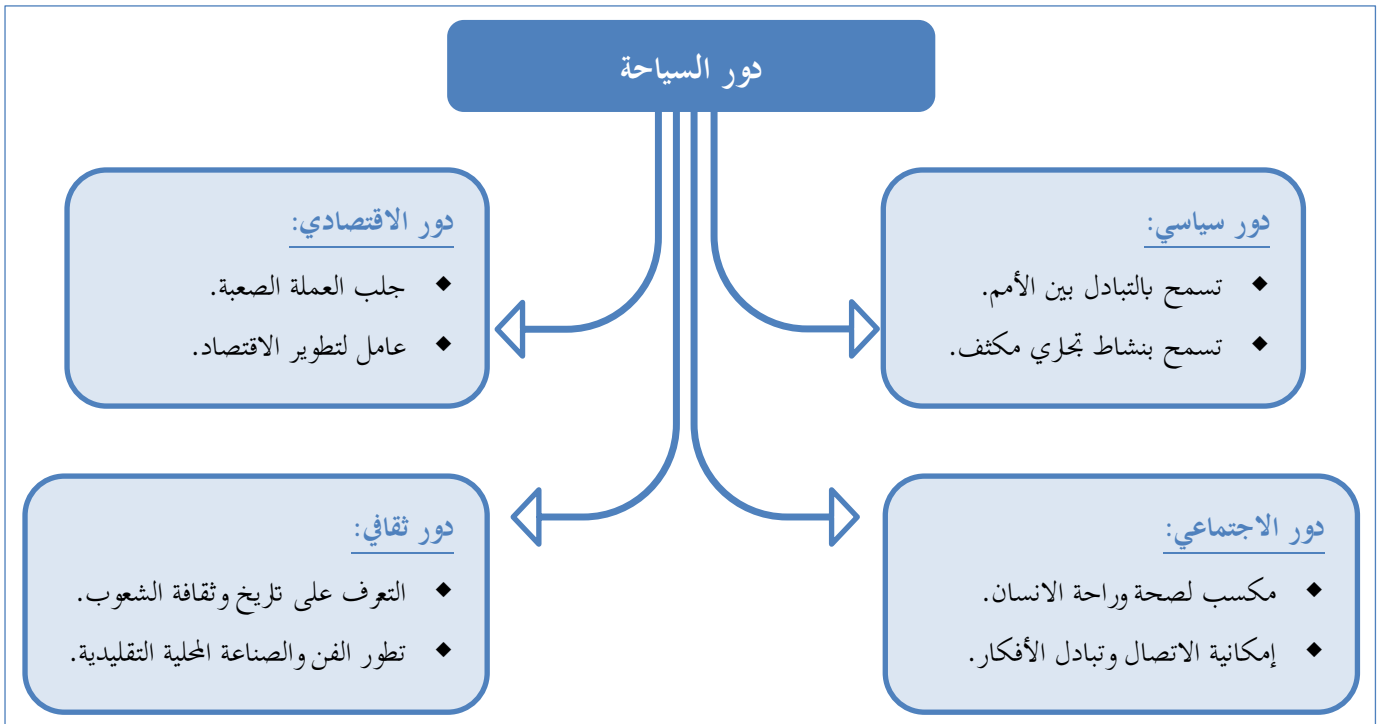 دور السياحة
دور سياسي:
◆ تسمح بالتبادل بين الأمم.
◆ تسمح بنشاط تجاري مكثف.
دور الاقتصادي:
◆ جلب العملة الصعبة.
◆ عامل لتطوير الاقتصاد.
دور الاجتماعي:
◆ مكسب لصحة وراحة الانسان.
◆ إمكانية الاتصال وتبادل الأفكار.
دور ثقافي:
◆ التعرف على تاريخ وثقافة الشعوب.
◆ تطور الفن والصناعة المحلية التقليدية.